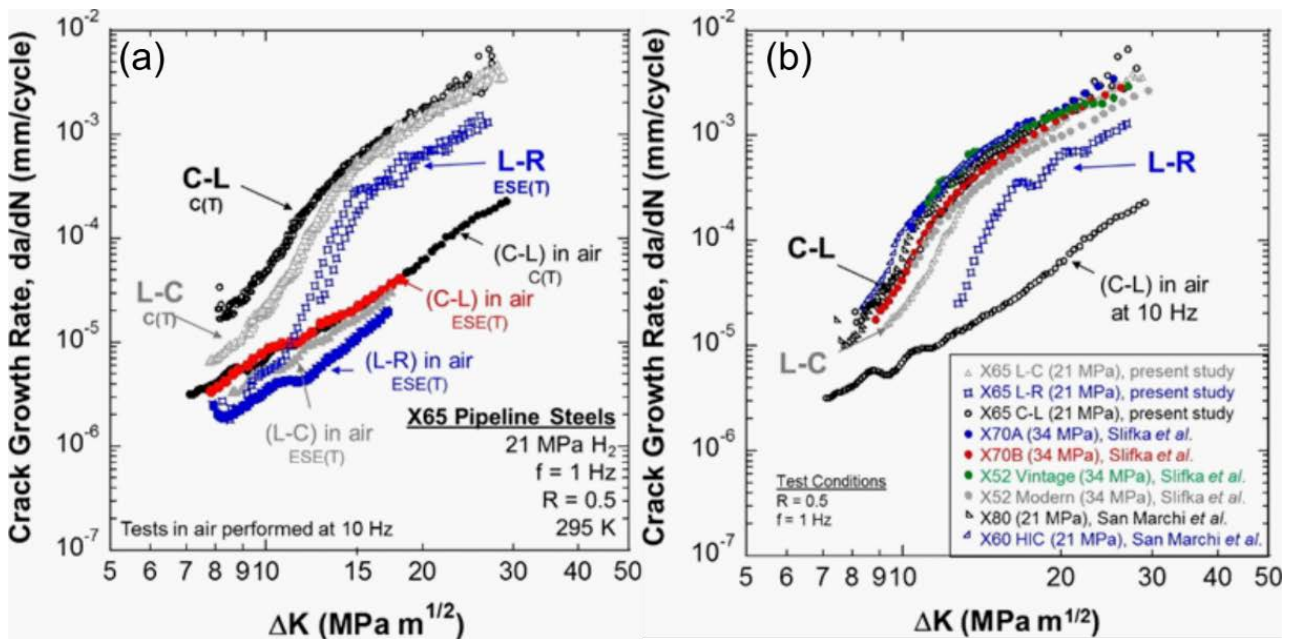 (a)
Crack Growth Rate, da/dN (mm/cycle)
10-2
10-3
10-4
10-5
10-6
10-7
C-L
C(T)
L-R
ESE(T)
(C-L) in air
C(T)
L-C
C(T)
(C-L) in air
ESE(T)
(L-R) in air
ESE(T)
(L-C) in air
ESE(T)
X65 Pipeline Steels
21 MPa H2
f = 1 Hz
R = 0.5
295 K
Tests in air performed at 10 Hz
5 6 7 8 9 10 15 20 30 40 50
ΔK (MPa m1/2)
(b)
Crack Growth Rate, da/dN (mm/cycle)
10-2
10-3
10-4
10-5
10-6
10-7
C-L
L-R
L-C
(C-L) in air
at 10 Hz
Test Conditions
R = 0.5
f = 1 Hz
X65 L-C (21 MPa), present study
X65 L-R (21 MPa), present study
X65 C-L (21 MPa), present study
X70A (34 MPa), Slifka et al.
X70B (34 MPa), Slifka et al.
X52 Vintage (34 MPa), Slifka et al.
X52 Modern (34 MPa), Slifka et al.
X80 (21 MPa), San Marchi et al.
X60 HIC (21 MPa), San Marchi et al.
5 6 7 8 9 10 20 30 40 50
ΔK (MPa m1/2)